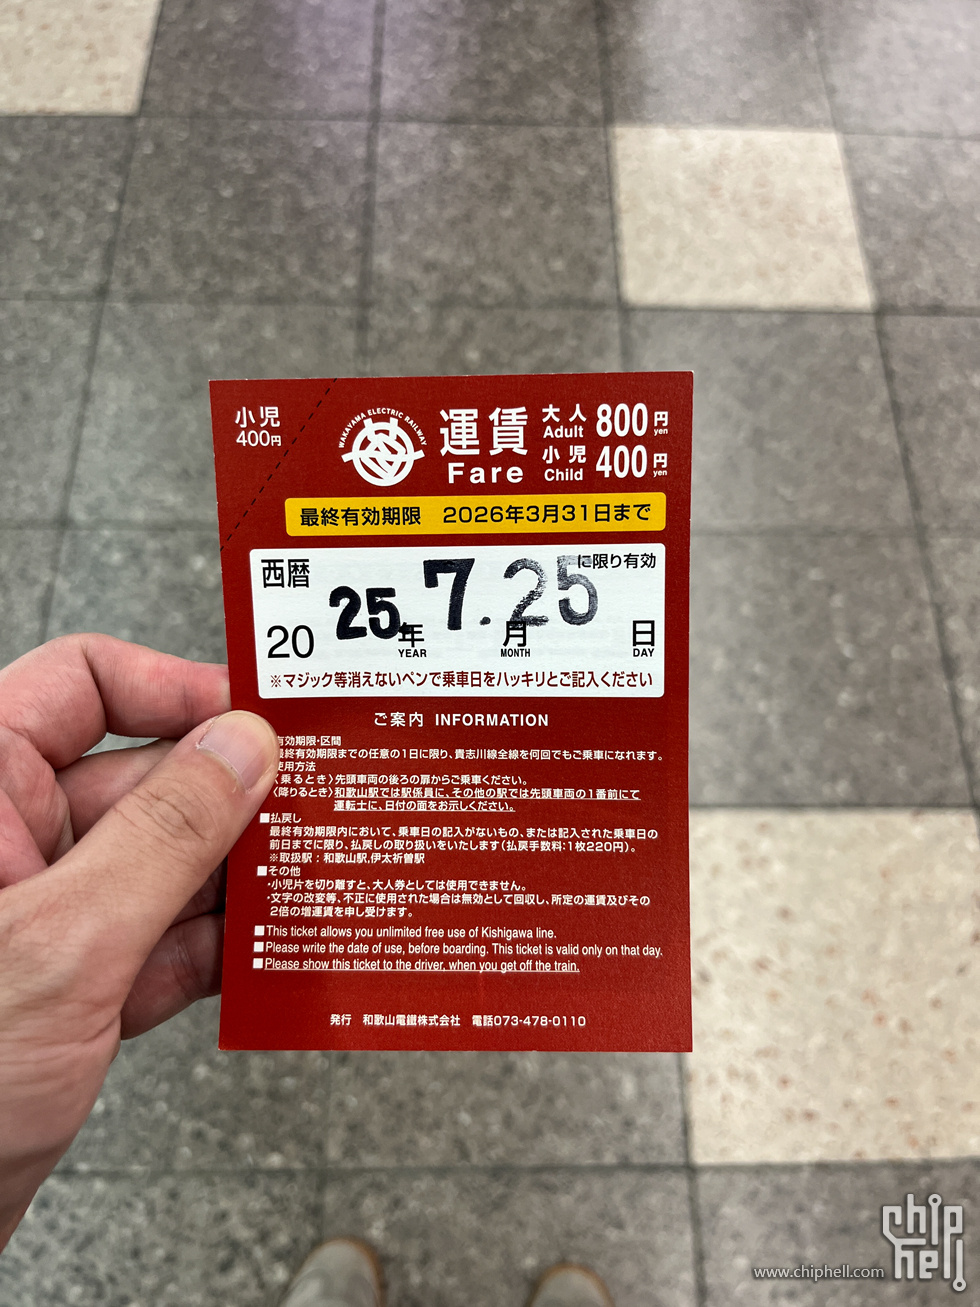 小児
400円
WAKAYAMA ELECTRIC RAILWAY
運賃
Fare
大人 800円
Adult yen
小児 400円
Child yen
最終有効期限 2026年3月31日まで
西暦
に限り有効
2025.年 7.月 25日
YEAR MONTH DAY
※マジック等消えないペンで乗車日をハッキリとご記入ください
ご案内 INFORMATION
有効期限・区間
最終有効期限までの任意の1日に限り、貴志川線全線を何回でもご乗車になれます。
使用方法
〈乗るとき〉先頭車両の後ろの扉からご乗車ください。
〈降りるとき〉和歌山駅では駅係員に、その他の駅では先頭車両の1番前にて
運転士に、日付の面をお示しください。
■払戻し
最終有効期限内において、乗車日の記入がないもの、または記入された乗車日の
前日までに限り、払戻しの取り扱いをいたします(払戻手数料:1枚220円)。
※取扱駅:和歌山駅,伊太祈曽駅
■その他
・小児片を切り離すと、大人券としては使用できません。
・文字の改変等、不正に使用された場合は無効として回収し、所定の運賃及びその
2倍の増運賃を申し受けます。
■This ticket allows you unlimited free use of Kishigawa line.
■Please write the date of use, before boarding. This ticket is valid only on that day.
■Please show this ticket to the driver, when you get off the train.
発行 和歌山電鐵株式会社 電話073-478-0110
chip
hell
www.chiphell.com